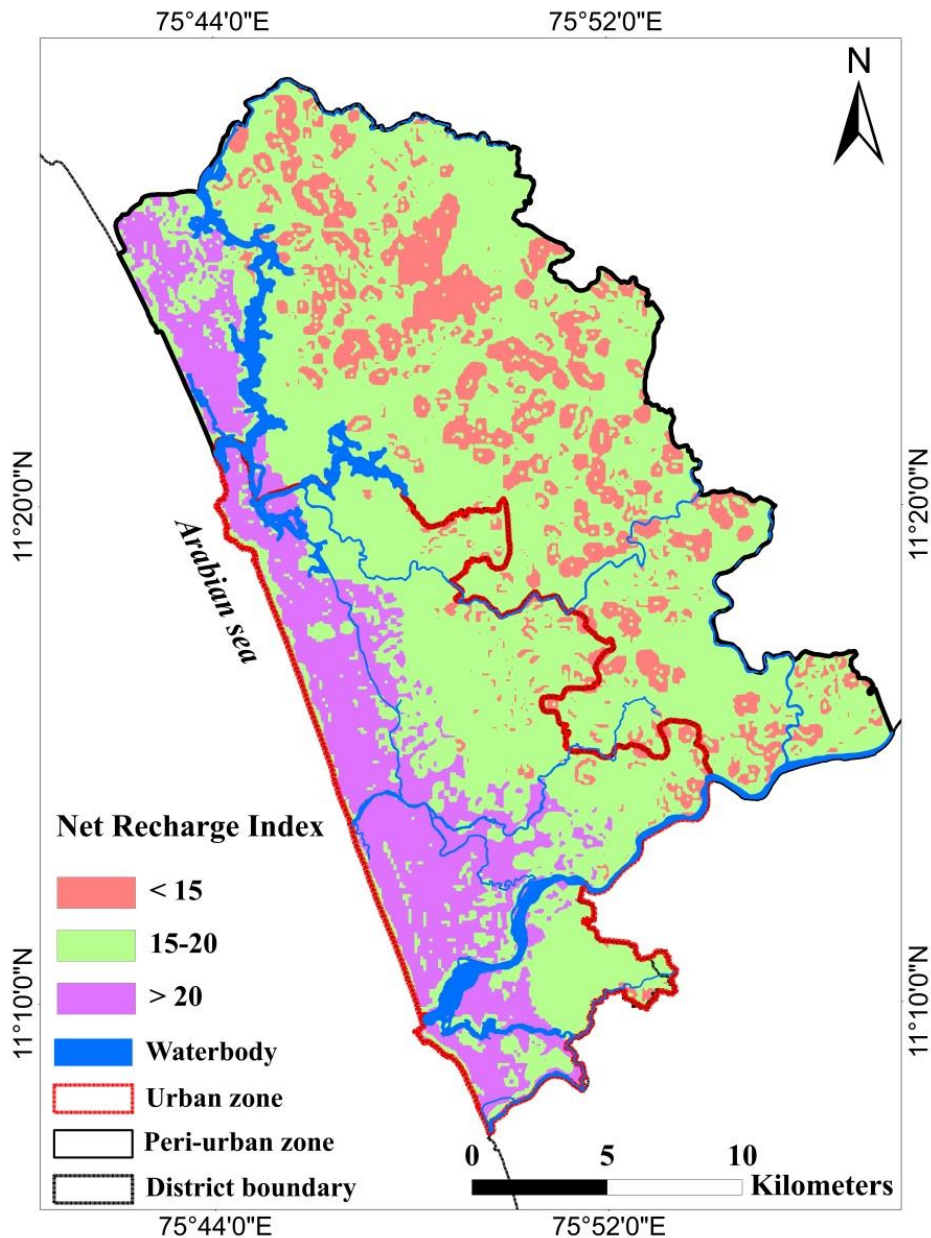 75°44'0"E
75°52'0"E
N
11°20'0"N
11°20'0"N
Arabian sea
Net Recharge Index
< 15
15-20
> 20
Waterbody
Urban zone
Peri-urban zone
District boundary
11°10'0"N
11°10'0"N
0 5 10
Kilometers
75°44'0"E
75°52'0"E